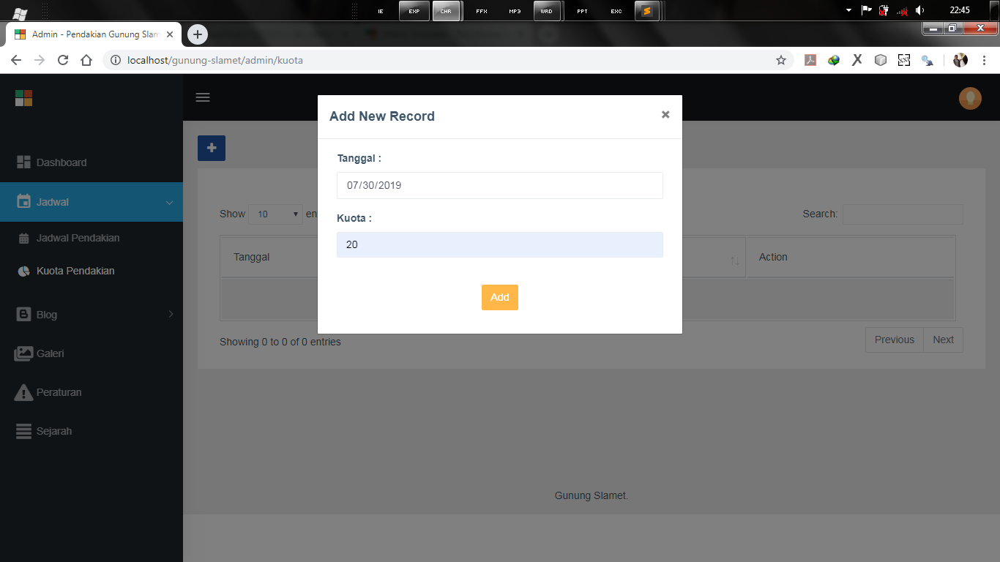 IE EXP CHR FFX MP3 WRD PPT EXC S 22:45
Admin - Pendakian Gunung Slam
localhost/gunung-slamet/admin/kuota
Add New Record
Tanggal :
07/30/2019
Kuota :
20
Add
Dashboard
Jadwal
Jadwal Pendakian
Kuota Pendakian
Blog
Galeri
Peraturan
Sejarah
Show 10 en
Search:
Tanggal Action
Showing 0 to 0 of 0 entries
Previous Next
Gunung Slamet.